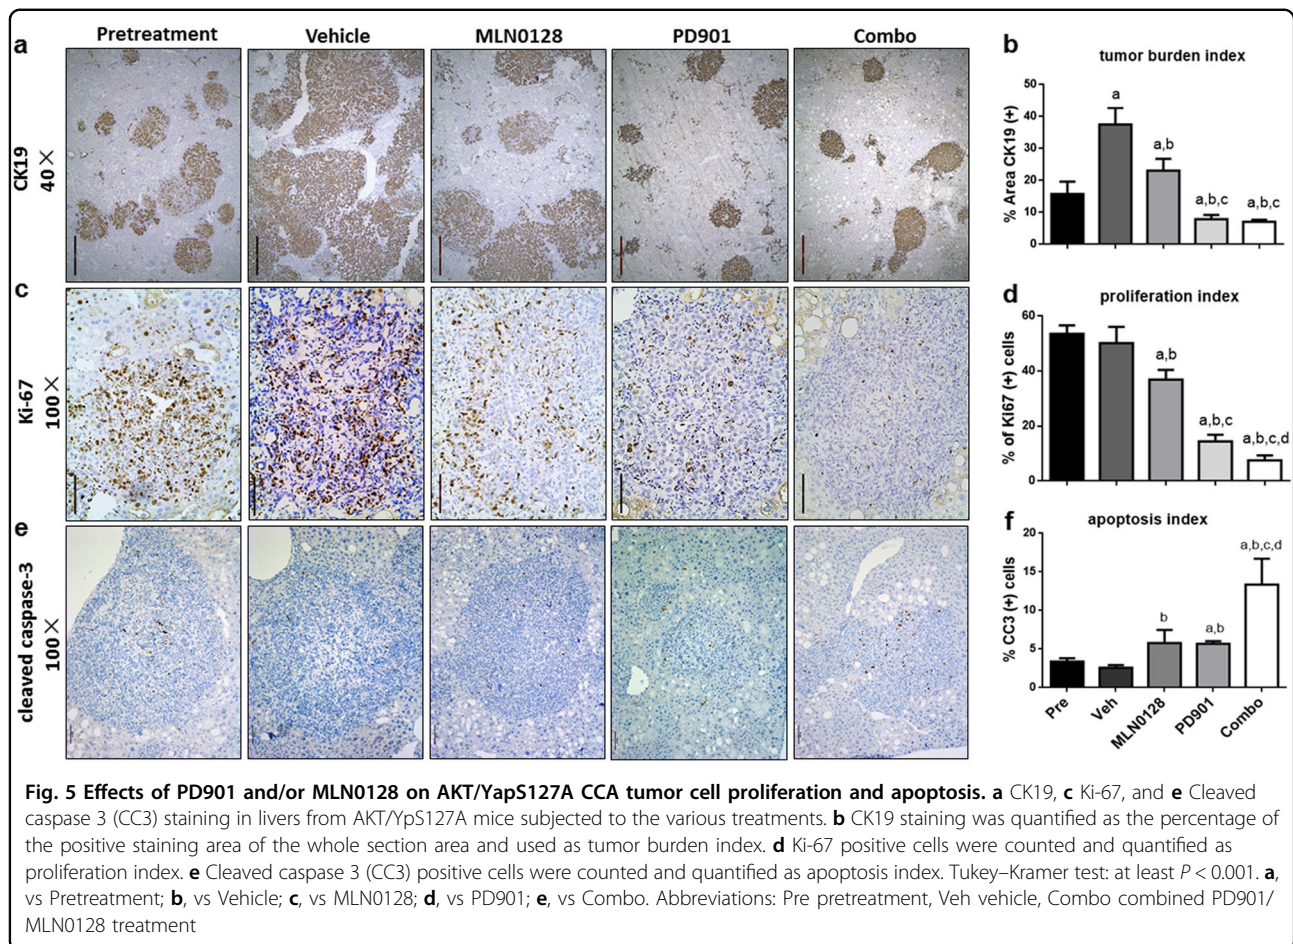 Pretreatment
Vehicle
MLN0128
PD901
Combo
a
CK19
40×
b
tumor burden index
% Area CK19 (+)
50
40
30
20
10
0
a
a,b
a,b,c
a,b,c
c
Ki-67
100×
d
proliferation index
% of KI67 (+) cells
60
40
20
0
a,b
a,b,c
a,b,c,d
e
cleaved caspase-3
100×
f
apoptosis index
% CC3 (+) cells
20
15
10
5
0
b
a,b
a,b,c,d
Pre
Veh
MLN0128
PD901
Combo
Fig. 5 Effects of PD901 and/or MLN0128 on AKT/YapS127A CCA tumor cell proliferation and apoptosis. a CK19, c Ki-67, and e Cleaved
caspase 3 (CC3) staining in livers from AKT/YpS127A mice subjected to the various treatments. b CK19 staining was quantified as the percentage of
the positive staining area of the whole section area and used as tumor burden index. d Ki-67 positive cells were counted and quantified as
proliferation index. e Cleaved caspase 3 (CC3) positive cells were counted and quantified as apoptosis index. Tukey–Kramer test: at least P < 0.001. a,
vs Pretreatment; b, vs Vehicle; c, vs MLN0128; d, vs PD901; e, vs Combo. Abbreviations: Pre pretreatment, Veh vehicle, Combo combined PD901/
MLN0128 treatment